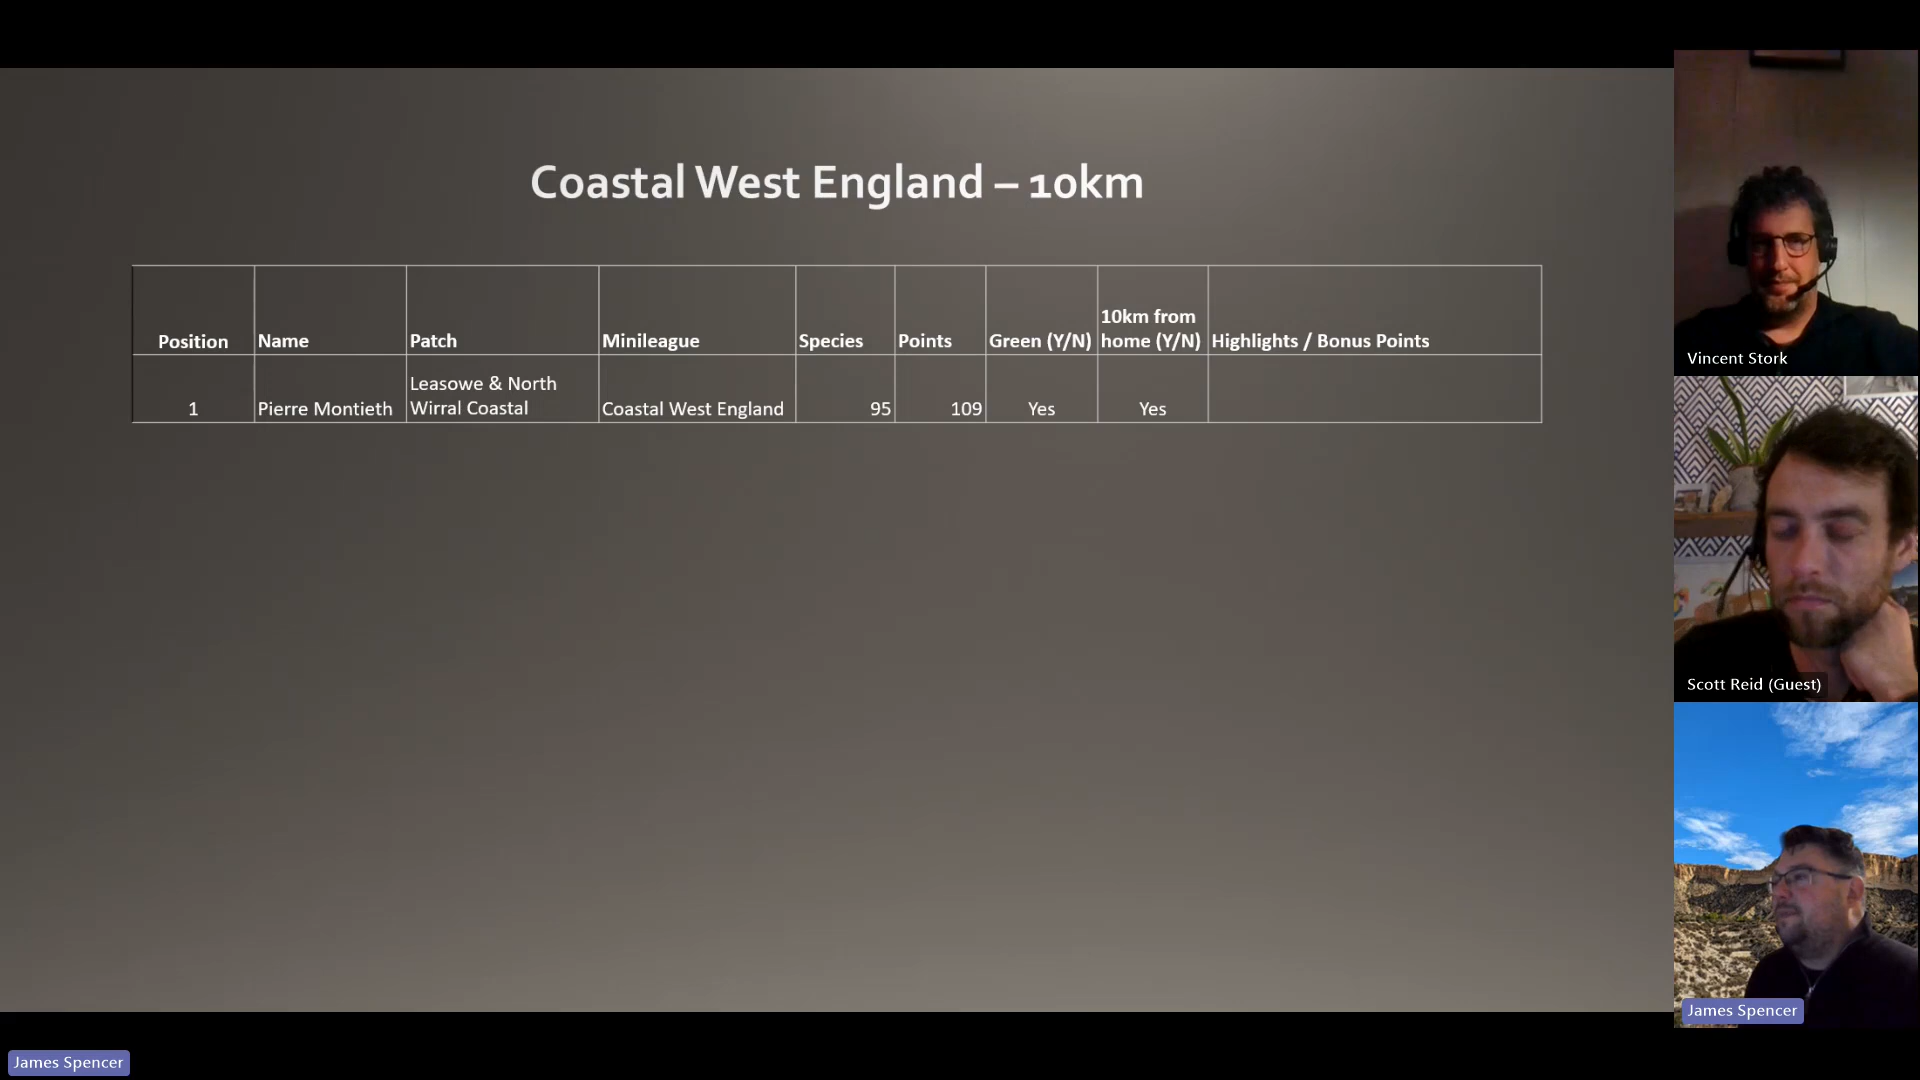 Coastal West England – 10km
Position Name Patch Minileague Species Points Green (Y/N) 10km from home (Y/N) Highlights / Bonus Points
1 Pierre Montieth Leasowe & North Wirral Coastal Coastal West England 95 109 Yes Yes
Vincent Stork
Scott Reid (Guest)
James Spencer
James Spencer